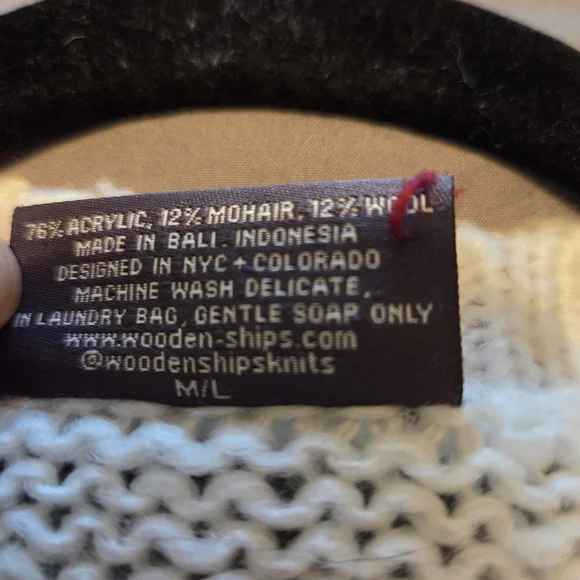 76% ACRYLIC, 12% MOHAIR, 12% WOOL
MADE IN BALI. INDONESIA
DESIGNED IN NYC + COLORADO
MACHINE WASH DELICATE,
IN LAUNDRY BAG, GENTLE SOAP ONLY
www.wooden-ships.com
@woodenshipsknits
M/L